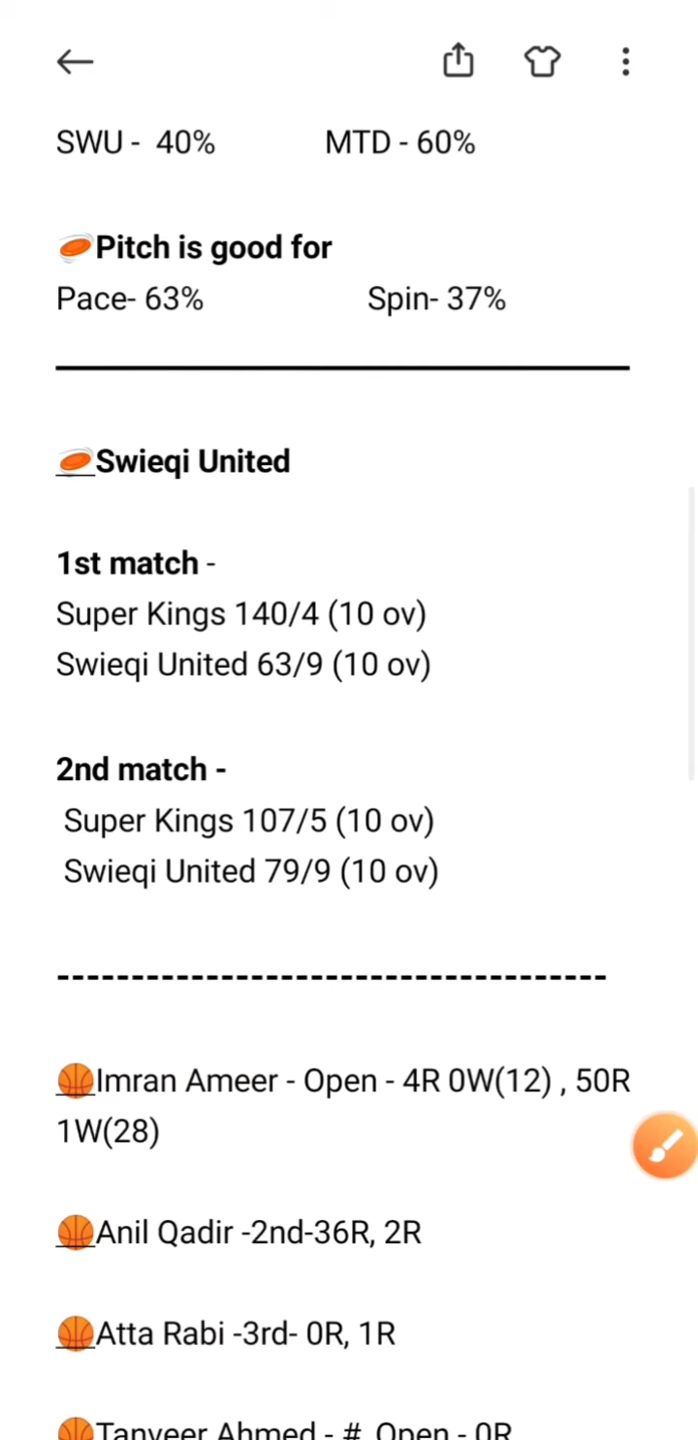 SWU - 40% MTD - 60%
Pitch is good for
Pace- 63% Spin- 37%
Swieqi United
1st match -
Super Kings 140/4 (10 ov)
Swieqi United 63/9 (10 ov)
2nd match -
Super Kings 107/5 (10 ov)
Swieqi United 79/9 (10 ov)
------------------------------------
Imran Ameer - Open - 4R 0W(12) , 50R
1W(28)
Anil Qadir -2nd-36R, 2R
Atta Rabi -3rd- 0R, 1R
Tanveer Ahmed - # Open - 0R